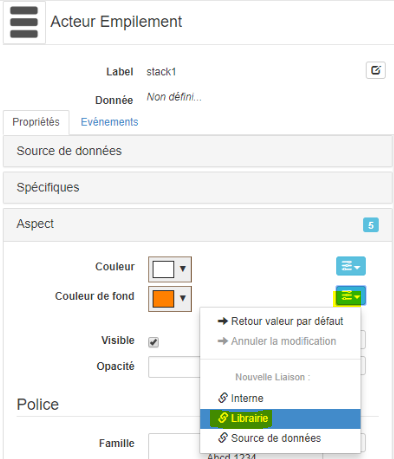 Acteur Empilement
Label stack1
Donnée Non défini...
Propriétés Evènements
Source de données
Spécifiques
Aspect 5
Couleur
Couleur de fond
Retour valeur par défaut
Visible Annuler la modification
Opacité
Nouvelle Liaison :
Interne
Police Librairie
Source de données
Famille
Abcd 1234